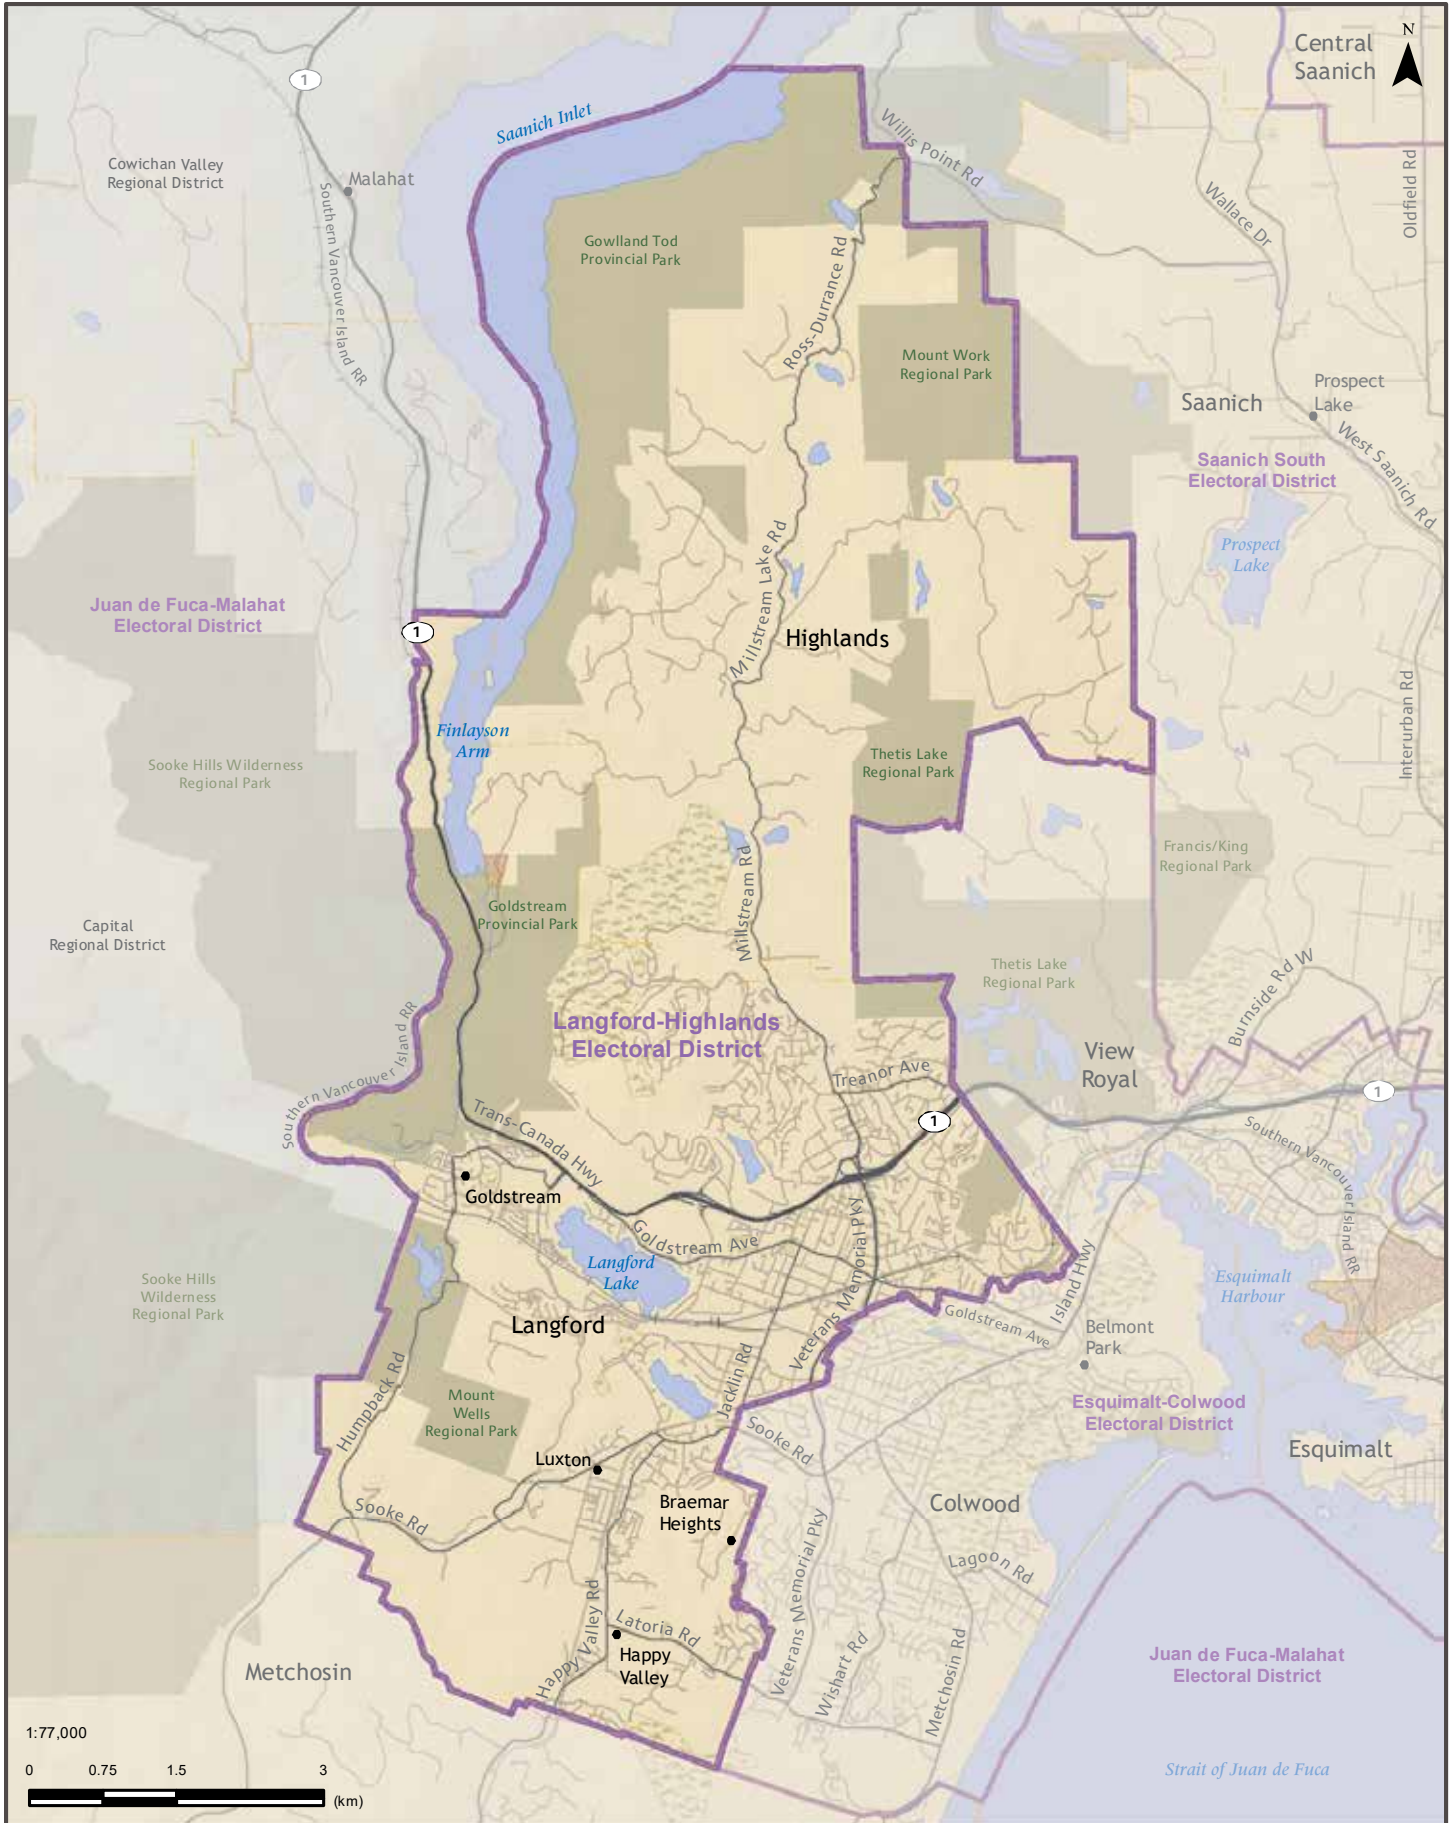 N
Central
Saanich
1
Saanich Inlet
Willis Point Rd
Cowichan Valley
Regional District
Malahat
Oldfield Rd
Wallace Dr
Southern Vancouver Island RR
Gowlland Tod
Provincial Park
Ross-Durrance Rd
Mount Work
Regional Park
Prospect
Lake
Saanich
West Saanich Rd
Saanich South
Electoral District
Prospect
Lake
Millstream Lake Rd
Juan de Fuca-Malahat
Electoral District
1
Highlands
Interurban Rd
Finlayson
Arm
Sooke Hills Wilderness
Regional Park
Thetis Lake
Regional Park
Francis/King
Regional Park
Millstream Rd
Goldstream
Provincial Park
Capital
Regional District
Thetis Lake
Regional Park
Burnside Rd W
Langford-Highlands
Electoral District
Southern Vancouver Island RR
View
Royal
Treanor Ave
1
1
Trans-Canada Hwy
Southern Vancouver Island RR
Goldstream
Goldstream Ave
Veterans Memorial Pky
Langford
Lake
Island Hwy
Esquimalt
Harbour
Sooke Hills
Wilderness
Regional Park
Langford
Goldstream Ave
Belmont
Park
Humpback Rd
Jacklin Rd
Mount
Wells
Regional Park
Esquimalt-Colwood
Electoral District
Sooke Rd
Esquimalt
Luxton
Braemar
Heights
Colwood
Sooke Rd
Veterans Memorial Pky
Lagoon Rd
Happy Valley Rd
Latoria Rd
Happy
Valley
Wishart Rd
Metchosin Rd
Metchosin
Juan de Fuca-Malahat
Electoral District
1:77,000
Strait of Juan de Fuca
0 0.75 1.5 3
(km)